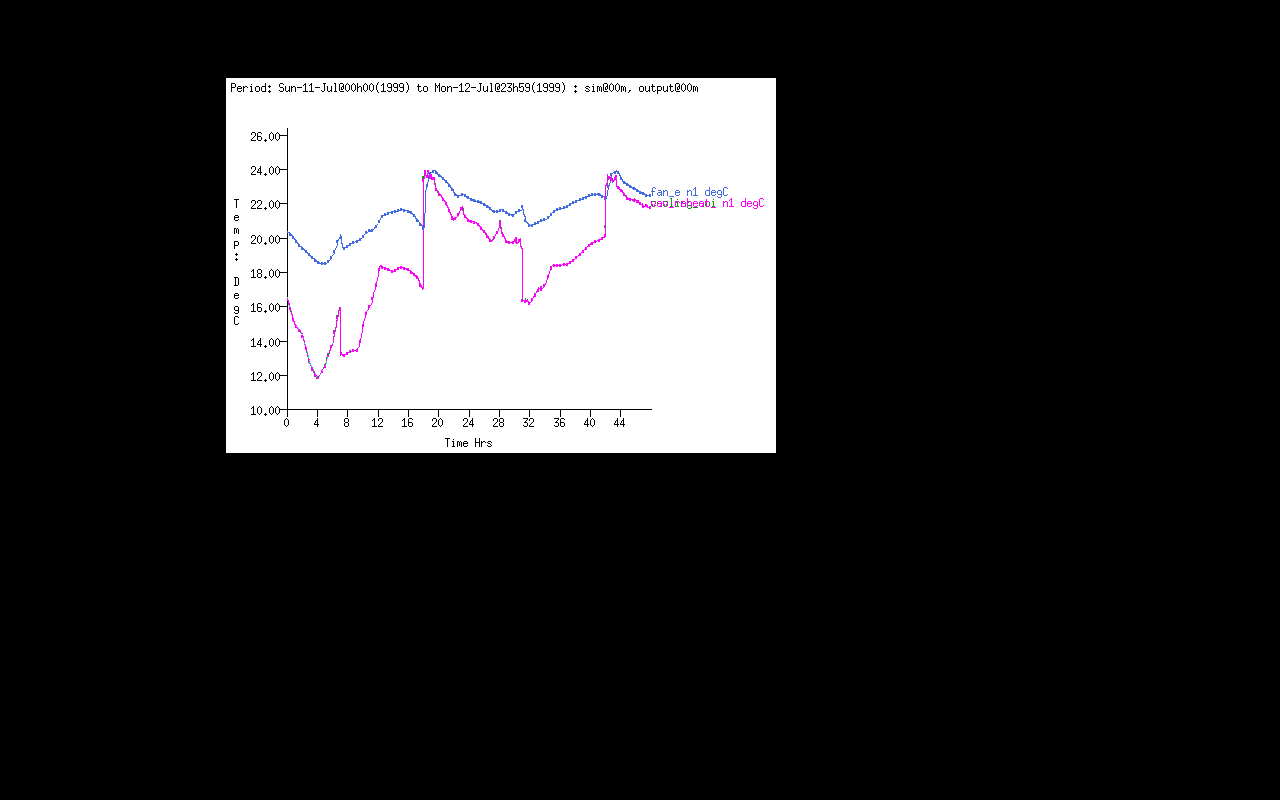 Period: Sun-11-Jul@00h00(1999) to Mon-12-Jul@23h59(1999) : sim@00m, output@00m
26.00
24.00
22.00
20.00
18.00
16.00
14.00
12.00
10.00
Temp: DegC
0 4 8 12 16 20 24 28 32 36 40 44
Time Hrs
fan_e n1 degC
n1 degC